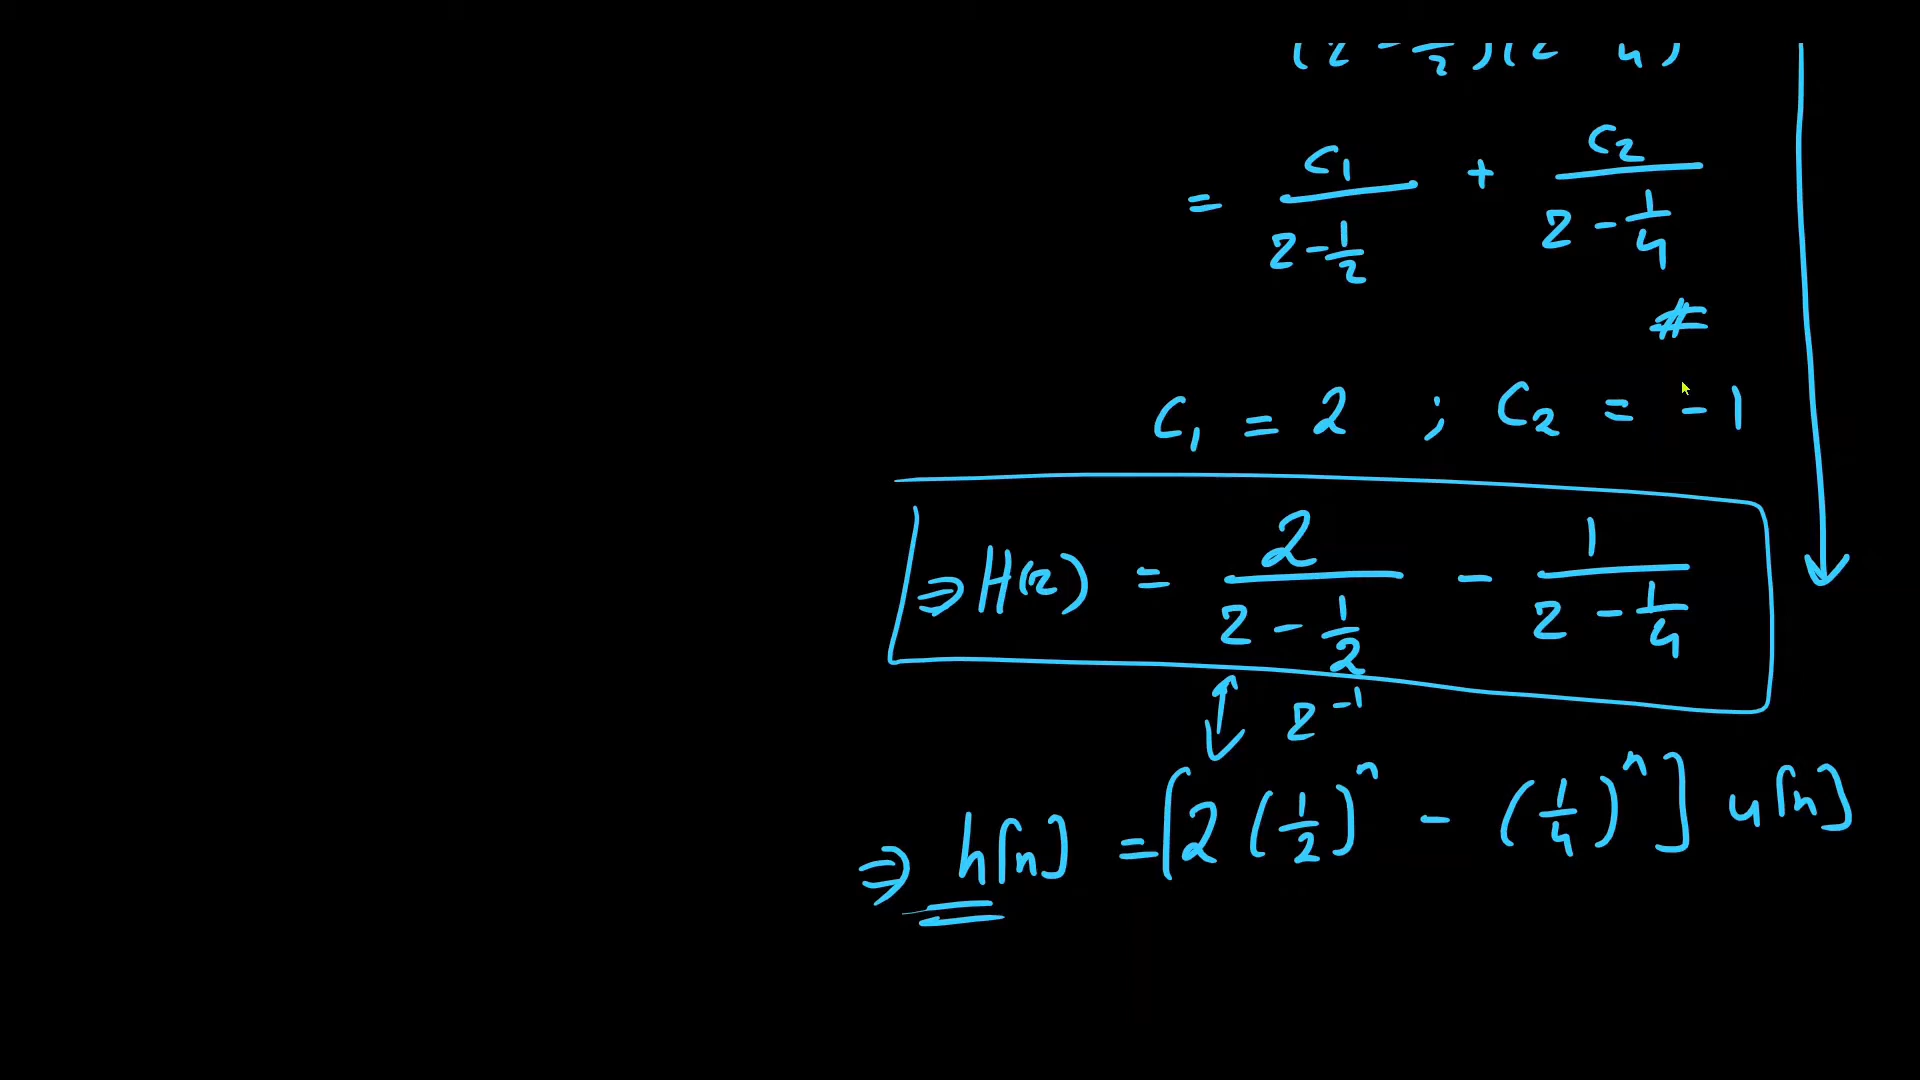 = C₁/(z - 1/2) + C₂/(z - 1/4)
C₁ = 2 ; C₂ = -1
⇒ H(z) = 2/(z - 1/2) - 1/(z - 1/4)
z⁻¹
⇒ h[n] = [2(1/2)ⁿ - (1/4)ⁿ] u[n]